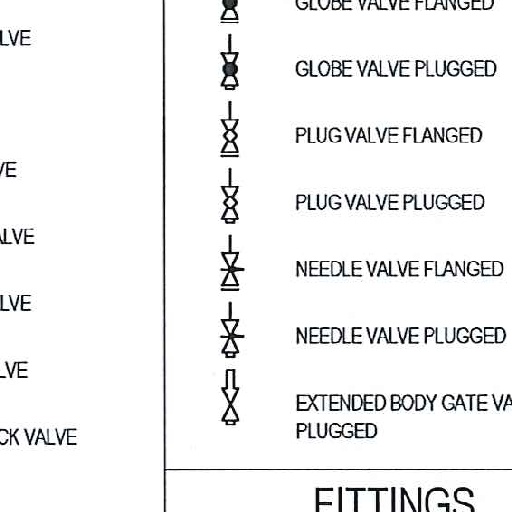 LVE
VE
ALVE
LVE
LVE
CK VALVE
GLOBE VALVE FLANGED
GLOBE VALVE PLUGGED
PLUG VALVE FLANGED
PLUG VALVE PLUGGED
NEEDLE VALVE FLANGED
NEEDLE VALVE PLUGGED
EXTENDED BODY GATE VA
PLUGGED
FITTINGS